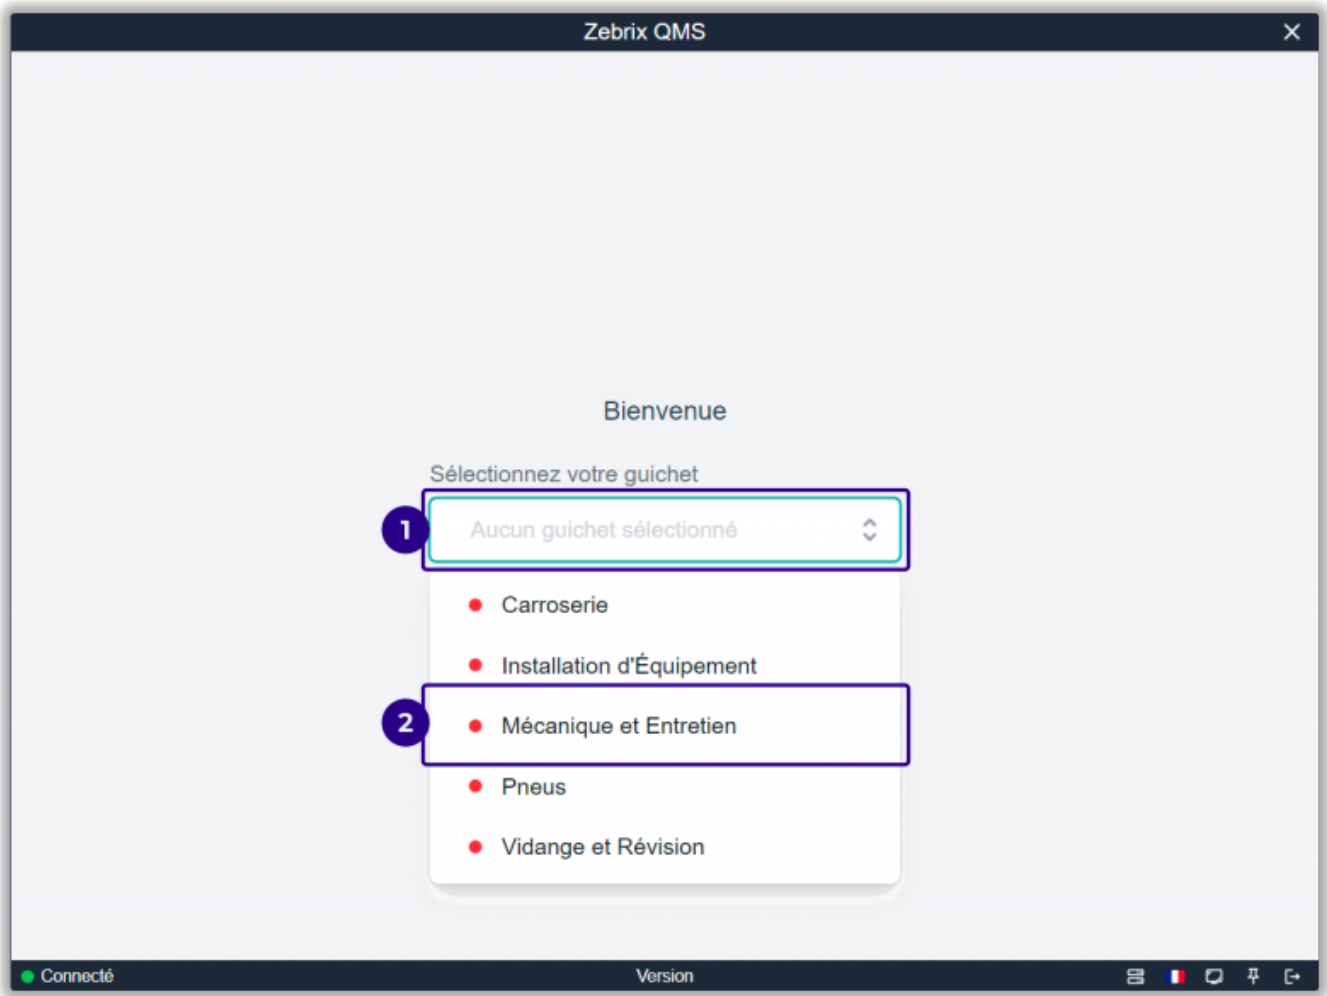 Zebrix QMS
Bienvenue
Sélectionnez votre guichet
1
Aucun guichet sélectionné
Carroserie
Installation d'Équipement
2
Mécanique et Entretien
Pneus
Vidange et Révision
Connecté
Version